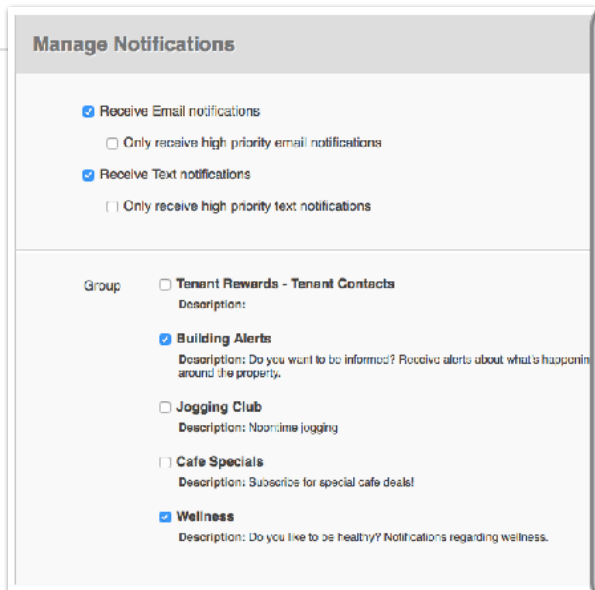 Manage Notifications
Receive Email notifications
Only receive high priority email notifications
Receive Text notifications
Only receive high priority text notifications
Group
Tenant Rewards - Tenant Contacts
Description:
Building Alerts
Description: Do you want to be informed? Receive alerts about what's happenin
around the property.
Jogging Club
Description: Noontime jogging
Cafe Specials
Description: Subscribe for special cafe deals!
Wellness
Description: Do you like to be healthy? Notifications regarding wellness.